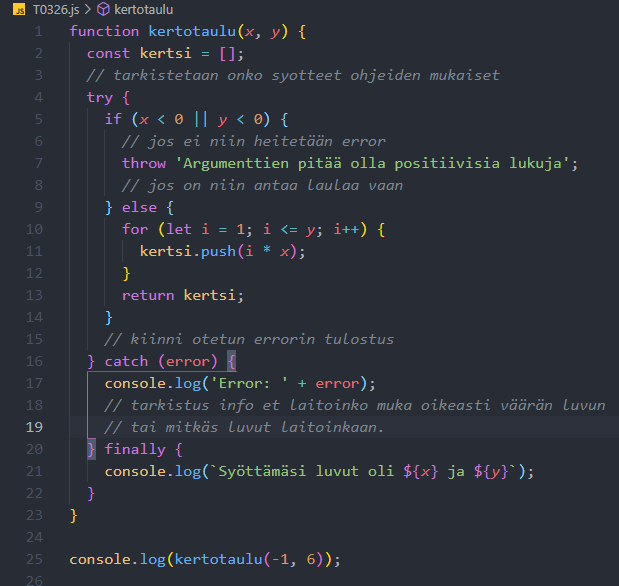 JS T0326.js > kertotaulu
1 function kertotaulu(x, y) {
2 const kertsi = [];
3 // tarkistetaan onko syotteet ohjeiden mukaiset
4 try {
5 if (x < 0 || y < 0) {
6 // jos ei niin heitetään error
7 throw 'Argumenttien pitää olla positiivisia lukuja';
8 // jos on niin antaa laulaa vaan
9 } else {
10 for (let i = 1; i <= y; i++) {
11 kertsi.push(i * x);
12 }
13 return kertsi;
14 }
15 // kiinni otetun errorin tulostus
16 } catch (error) {
17 console.log('Error: ' + error);
18 // tarkistus info et laitoinko muka oikeasti väärän luvun
19 // tai mitkäs luvut laitoinkaan.
20 } finally {
21 console.log(`Syöttämäsi luvut oli ${x} ja ${y}`);
22 }
23 }
24
25 console.log(kertotaulu(-1, 6));
26